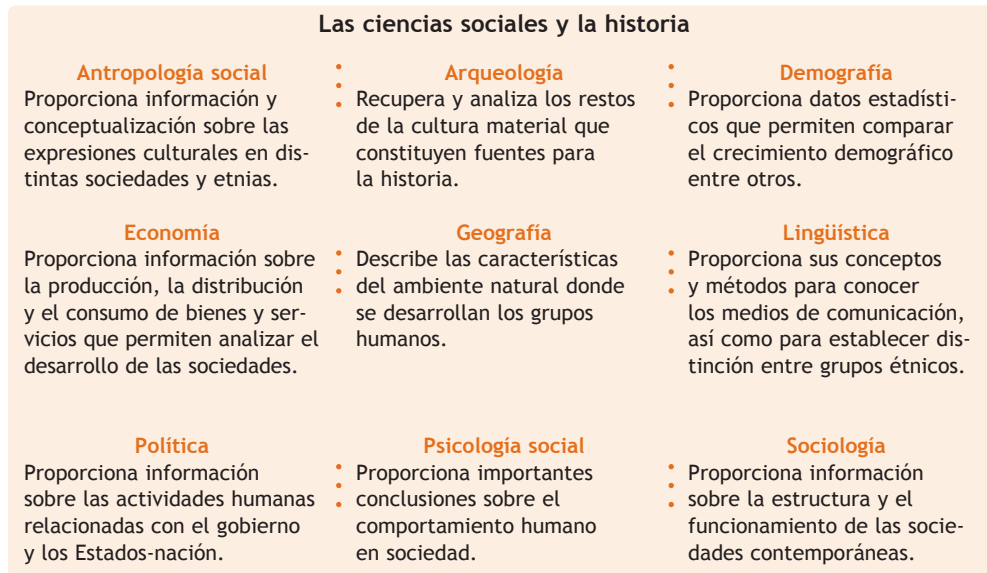 Las ciencias sociales y la historia
Antropología social
Proporciona información y
conceptualización sobre las
expresiones culturales en dis-
tintas sociedades y etnias.
Arqueología
Recupera y analiza los restos
de la cultura material que
constituyen fuentes para
la historia.
Demografía
Proporciona datos estadísti-
cos que permiten comparar
el crecimiento demográfico
entre otros.
Economía
Proporciona información sobre
la producción, la distribución
y el consumo de bienes y ser-
vicios que permiten analizar el
desarrollo de las sociedades.
Geografía
Describe las características
del ambiente natural donde
se desarrollan los grupos
humanos.
Lingüística
Proporciona sus conceptos
y métodos para conocer
los medios de comunicación,
así como para establecer dis-
tinción entre grupos étnicos.
Política
Proporciona información
sobre las actividades humanas
relacionadas con el gobierno
y los Estados-nación.
Psicología social
Proporciona importantes
conclusiones sobre el
comportamiento humano
en sociedad.
Sociología
Proporciona información
sobre la estructura y el
funcionamiento de las socie-
dades contemporáneas.